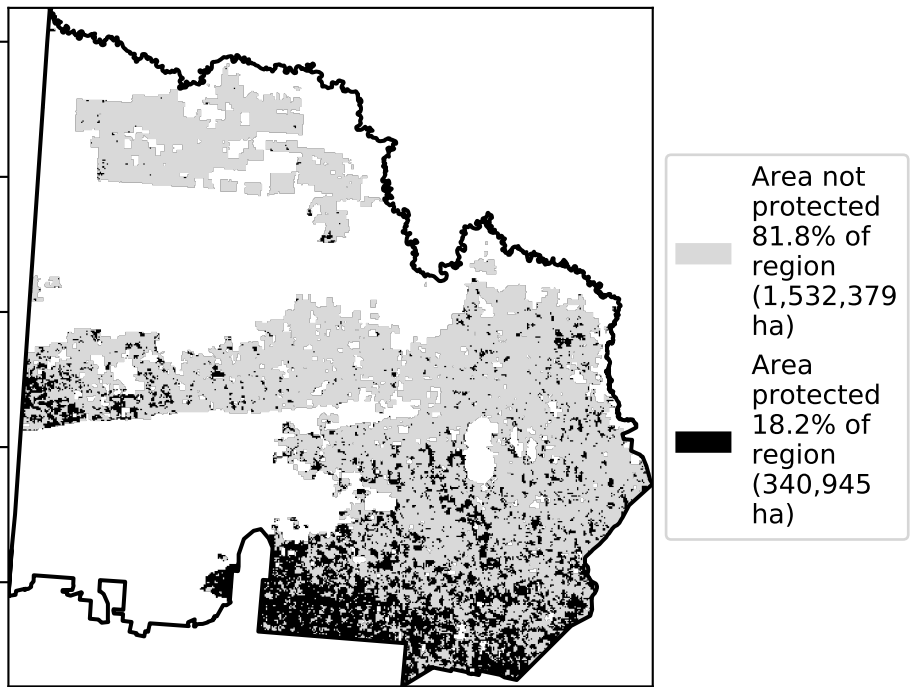 Area not
protected
81.8% of
region
(1,532,379
ha)
Area
protected
18.2% of
region
(340,945
ha)